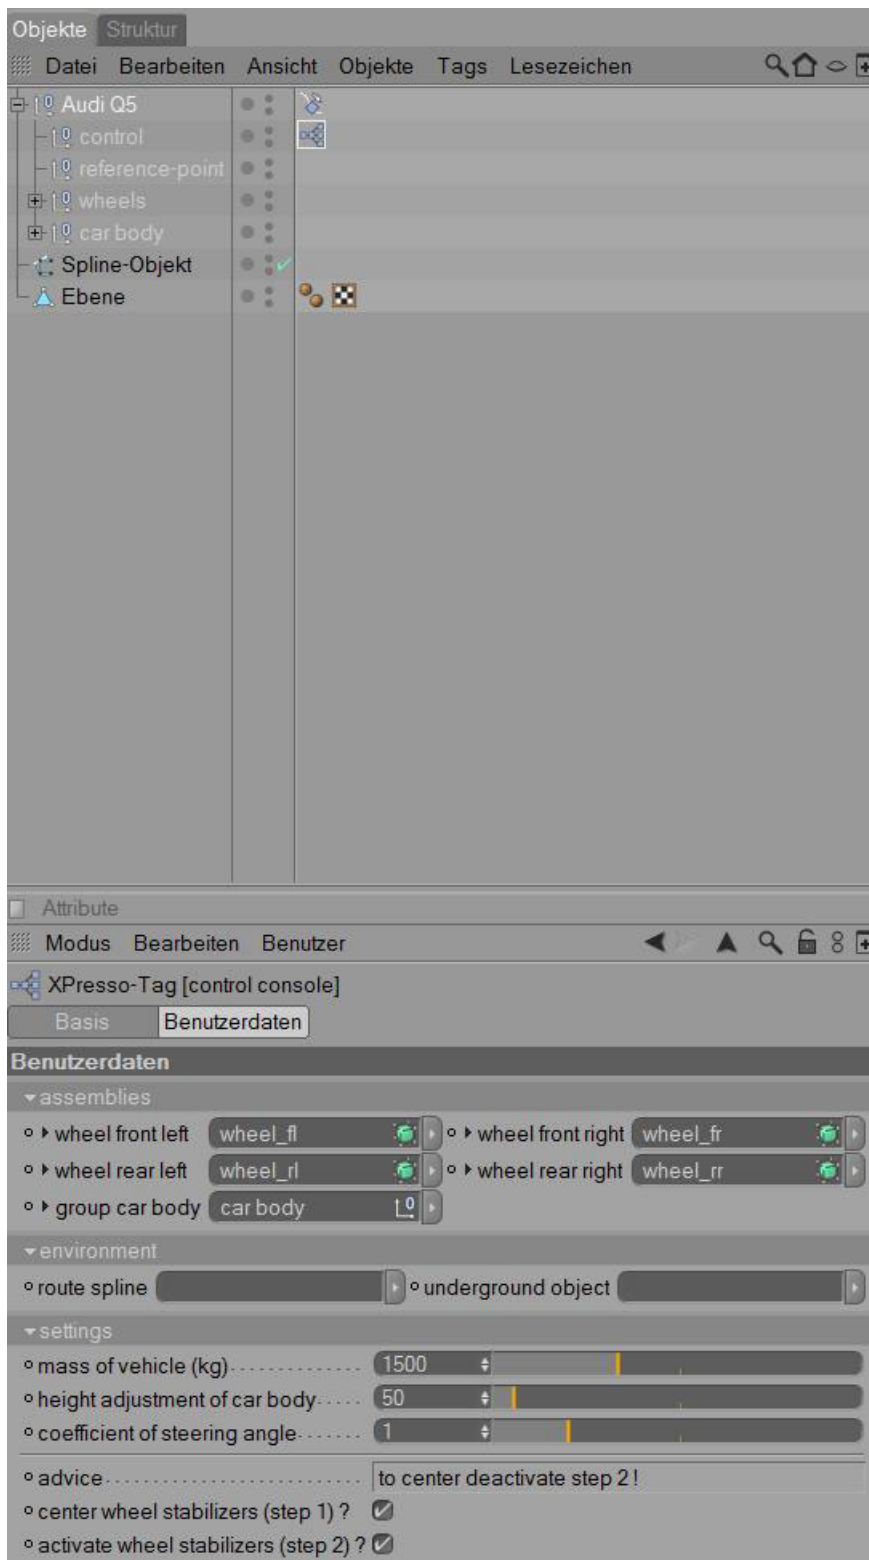 Objekte Struktur
Datei Bearbeiten Ansicht Objekte Tags Lesezeichen
Audi Q5
control
reference-point
wheels
car body
Spline-Objekt
Ebene
Attribute
Modus Bearbeiten Benutzer
XPresso-Tag [control console]
Basis Benutzerdaten
Benutzerdaten
assemblies
wheel front left wheel_fl wheel front right wheel_fr
wheel rear left wheel_rl wheel rear right wheel_rr
group car body car body
environment
route spline underground object
settings
mass of vehicle (kg) 1500
height adjustment of car body 50
coefficient of steering angle 1
advice to center deactivate step 2!
center wheel stabilizers (step 1) ?
activate wheel stabilizers (step 2) ?